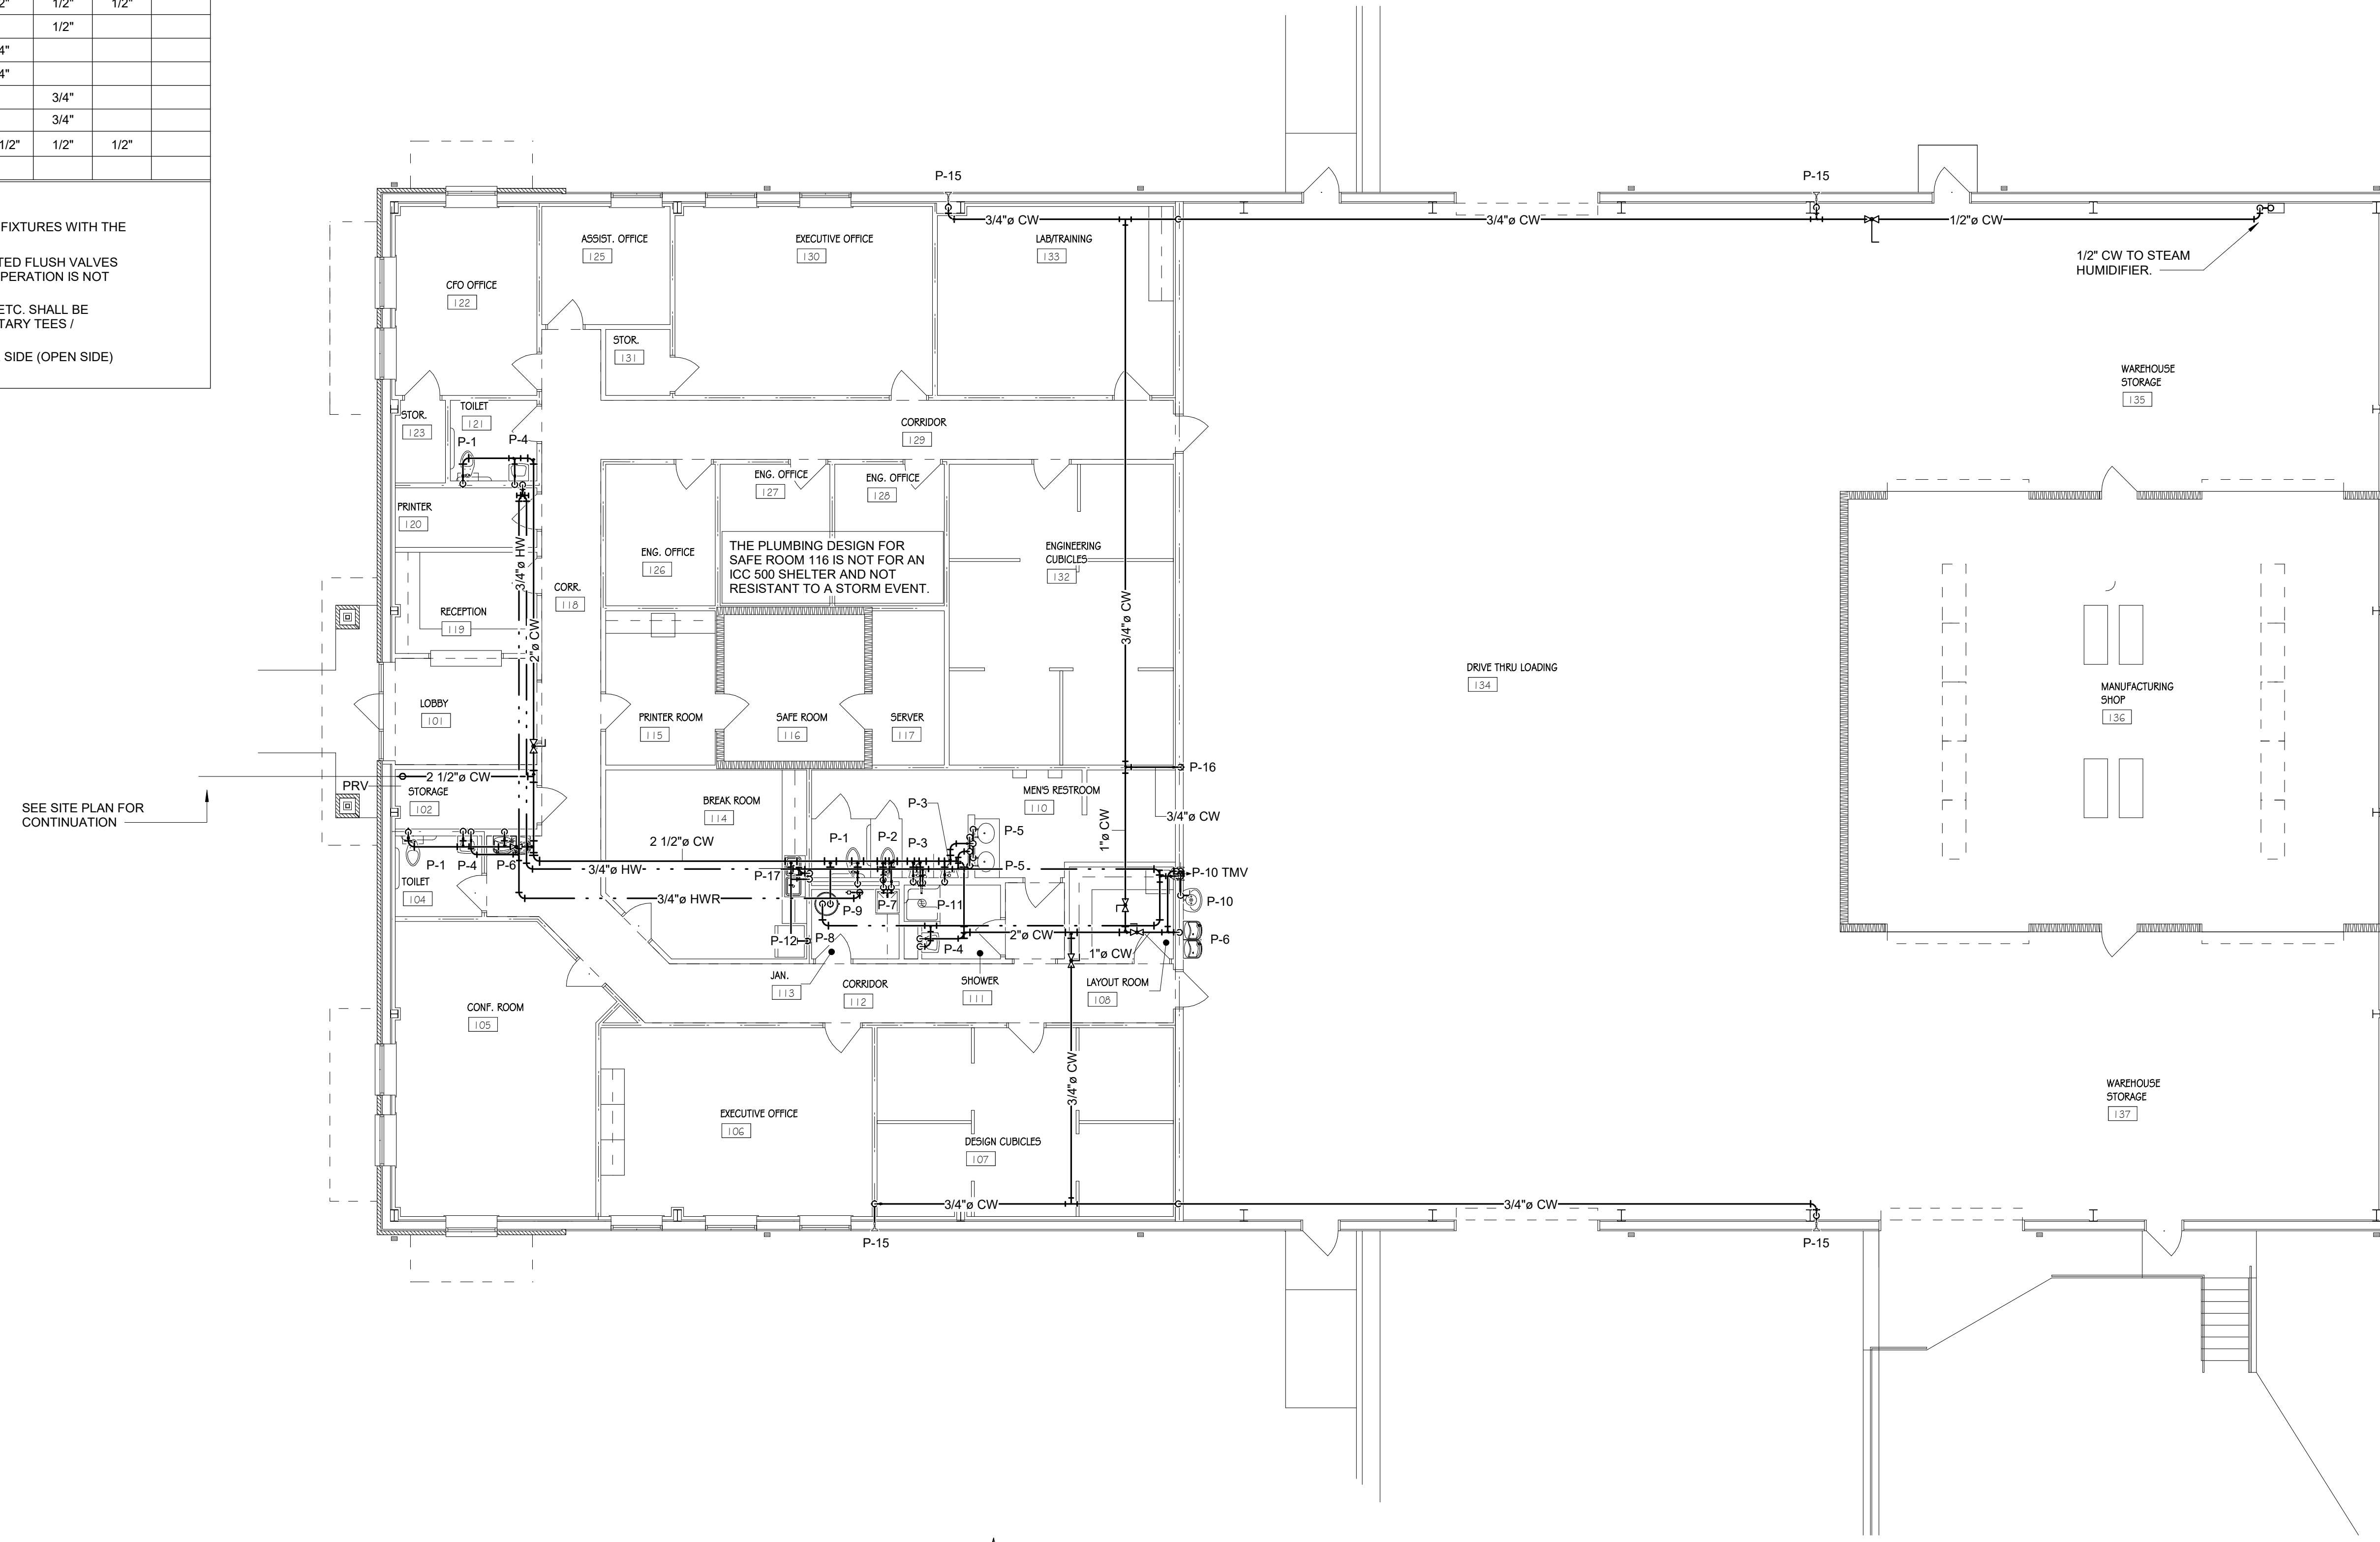 2" 1/2" 1/2"
1/2"
4"
4"
3/4"
3/4"
1/2" 1/2" 1/2"
FIXTURES WITH THE
TED FLUSH VALVES
PERATION IS NOT
ETC. SHALL BE
TARY TEES /
SIDE (OPEN SIDE)
P-15
P-15
3/4"ø CW
3/4"ø CW
1/2"ø CW
1/2" CW TO STEAM
HUMIDIFIER.
ASSIST. OFFICE
125
EXECUTIVE OFFICE
130
LAB/TRAINING
133
CFO OFFICE
122
STOR.
131
WAREHOUSE
STORAGE
135
STOR.
123
TOILET
121
P-1
P-4
CORRIDOR
129
ENG. OFFICE
127
ENG. OFFICE
128
PRINTER
120
3/4"ø HW
ENG. OFFICE
126
THE PLUMBING DESIGN FOR
SAFE ROOM 116 IS NOT FOR AN
ICC 500 SHELTER AND NOT
RESISTANT TO A STORM EVENT.
ENGINEERING
CUBICLES
132
CORR.
118
RECEPTION
119
2"ø CW
3/4"ø CW
DRIVE THRU LOADING
134
MANUFACTURING
SHOP
136
LOBBY
101
PRINTER ROOM
115
SAFE ROOM
116
SERVER
117
2 1/2"ø CW
PRV
STORAGE
102
SEE SITE PLAN FOR
CONTINUATION
P-16
BREAK ROOM
114
MEN'S RESTROOM
110
P-3
3/4"ø CW
1"ø CW
2 1/2"ø CW
P-1
P-2
P-3
P-5
P-5
P-1
P-4
P-6
TOILET
104
3/4"ø HW
P-17
P-10 TMV
3/4"ø HWR
P-9
P-7
P-11
P-10
P-12
P-8
P-4
2"ø CW
P-6
1"ø CW
JAN.
113
CORRIDOR
112
SHOWER
111
LAYOUT ROOM
108
CONF. ROOM
105
3/4"ø CW
EXECUTIVE OFFICE
106
DESIGN CUBICLES
107
WAREHOUSE
STORAGE
137
3/4"ø CW
3/4"ø CW
P-15
P-15